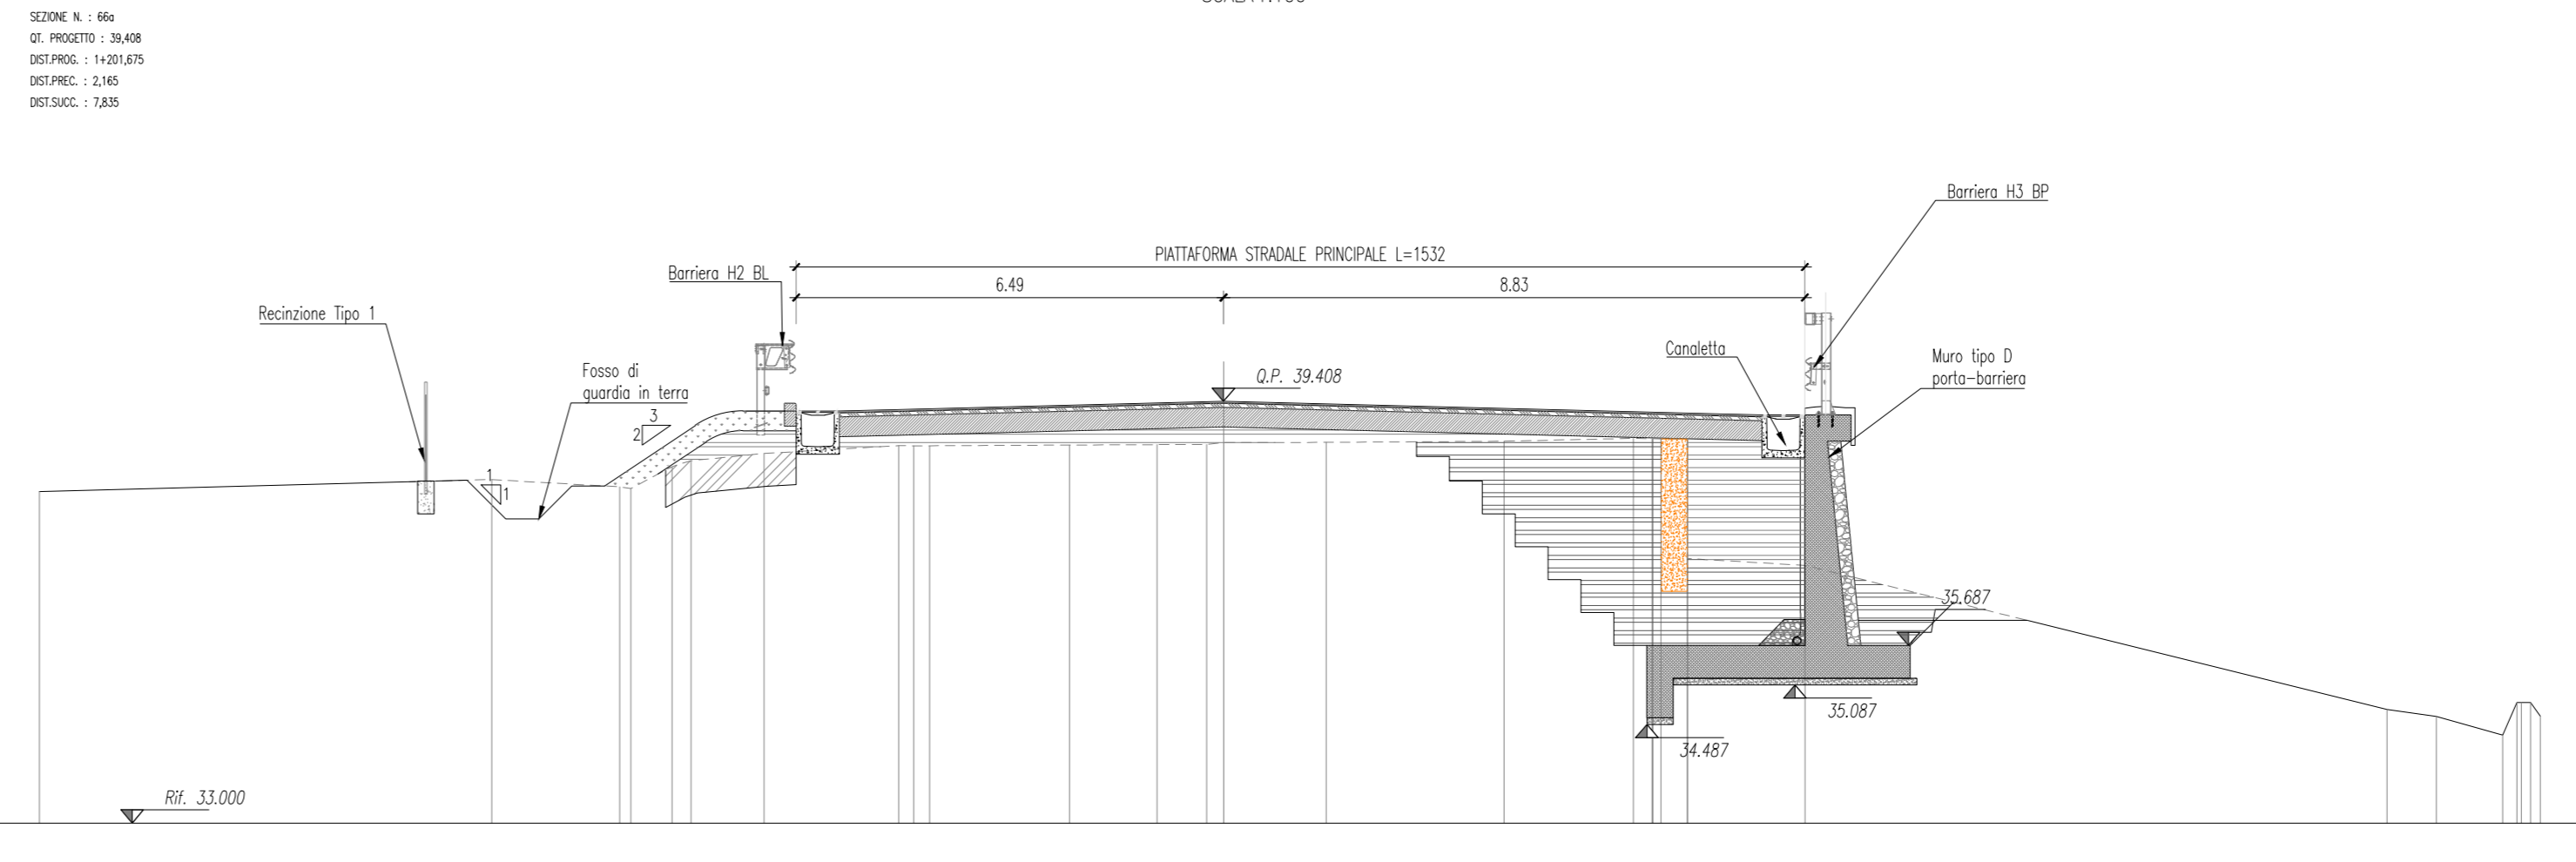 SEZIONE N. : 66a
QT. PROGETTO : 39,408
DIST.PROG. : 1+201,675
DIST.PREC. : 2,165
DIST.SUCC. : 7,835
Barriera H3 BP
PIATTAFORMA STRADALE PRINCIPALE L=1532
Barriera H2 BL
6.49
8.83
Recinzione Tipo 1
Canaletta
Muro tipo D
porta-barriera
Fosso di
guardia in terra
Q.P. 39.408
3
2
1
1
35.687
35.087
34.487
Rif. 33.000